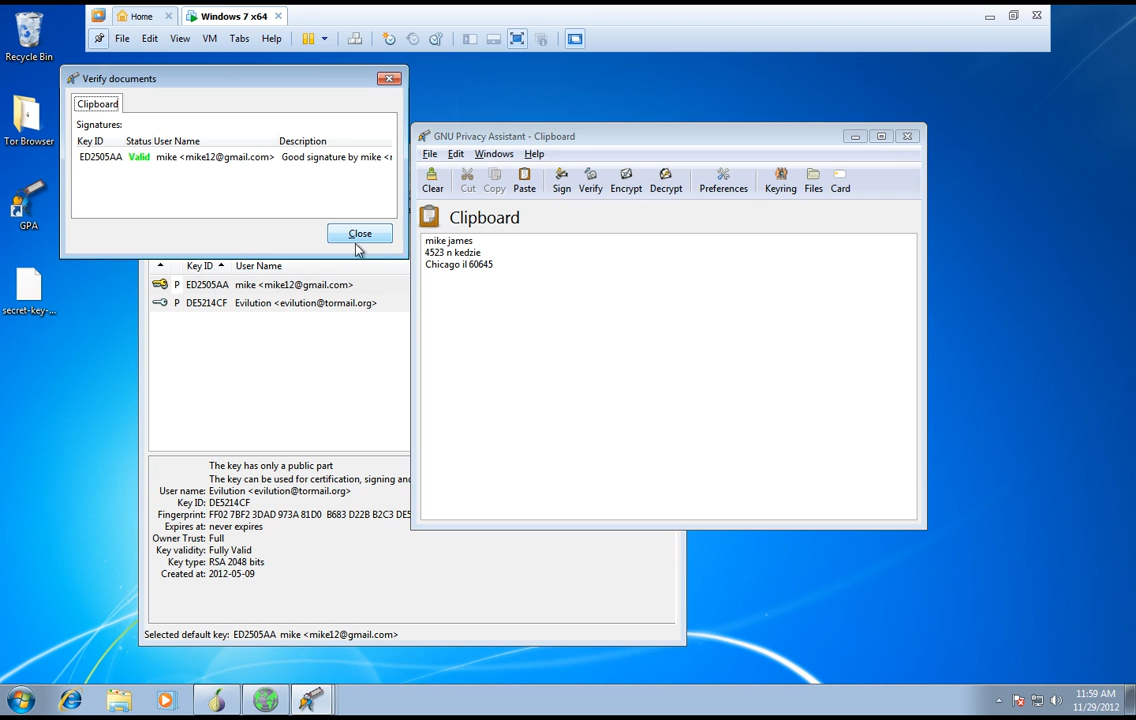 Recycle Bin
Tor Browser
GPA
secret-key-...
Home
Windows 7 x64
File Edit View VM Tabs Help
Verify documents
Clipboard
Signatures:
Key ID Status User Name Description
ED2505AA Valid mike <mike12@gmail.com> Good signature by mike <
Close
GNU Privacy Assistant - Clipboard
File Edit Windows Help
Clear Cut Copy Paste Sign Verify Encrypt Decrypt Preferences Keyring Files Card
Clipboard
mike james
4523 n kedzie
Chicago il 60645
Key ID User Name
P ED2505AA mike <mike12@gmail.com>
P DE5214CF Evilution <evilution@tormail.org>
The key has only a public part
The key can be used for certification, signing and
User name: Evilution <evilution@tormail.org>
Key ID: DE5214CF
Fingerprint: FF02 7BF2 3DAD 973A 81D0 B683 D22B B2C3 DE5
Expires at: never expires
Owner Trust: Full
Key validity: Fully Valid
Key type: RSA 2048 bits
Created at: 2012-05-09
Selected default key: ED2505AA mike <mike12@gmail.com>
11:59 AM
11/29/2012